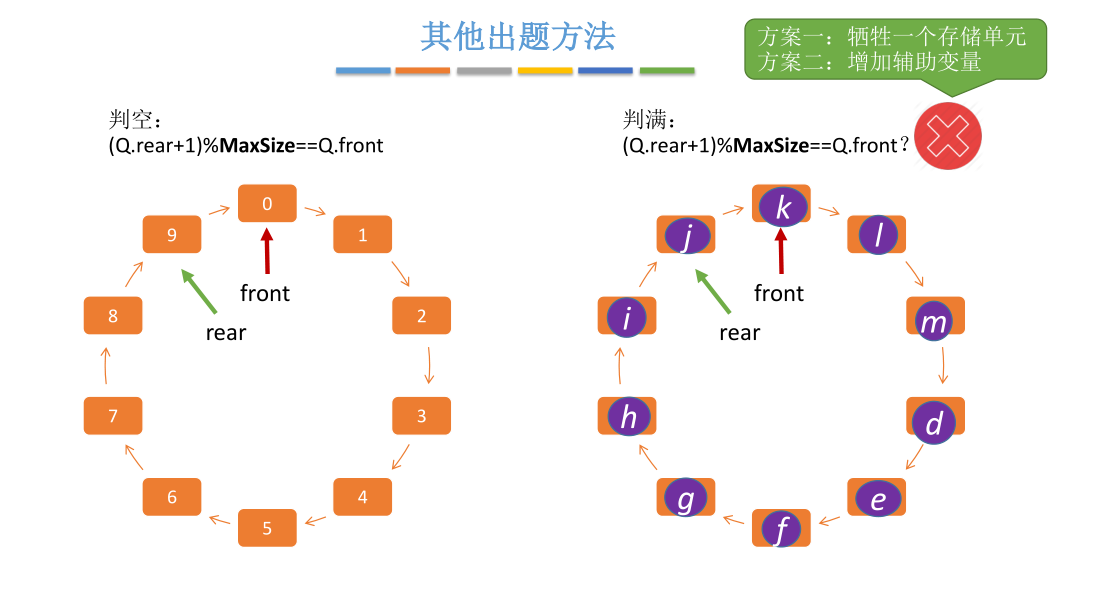 其他出题方法
方案一：牺牲一个存储单元
方案二：增加辅助变量
判空：
(Q.rear+1)%MaxSize==Q.front
0
1
2
3
4
5
6
7
8
9
front
rear
判满：
(Q.rear+1)%MaxSize==Q.front？
k
l
m
d
e
f
g
h
i
j
front
rear